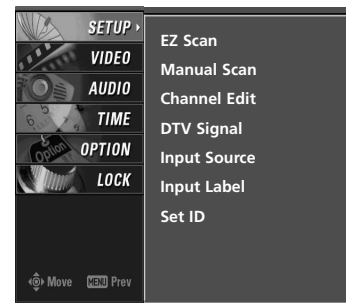 SETUP
VIDEO
AUDIO
TIME
OPTION
LOCK
Move MENU Prev
EZ Scan
Manual Scan
Channel Edit
DTV Signal
Input Source
Input Label
Set ID